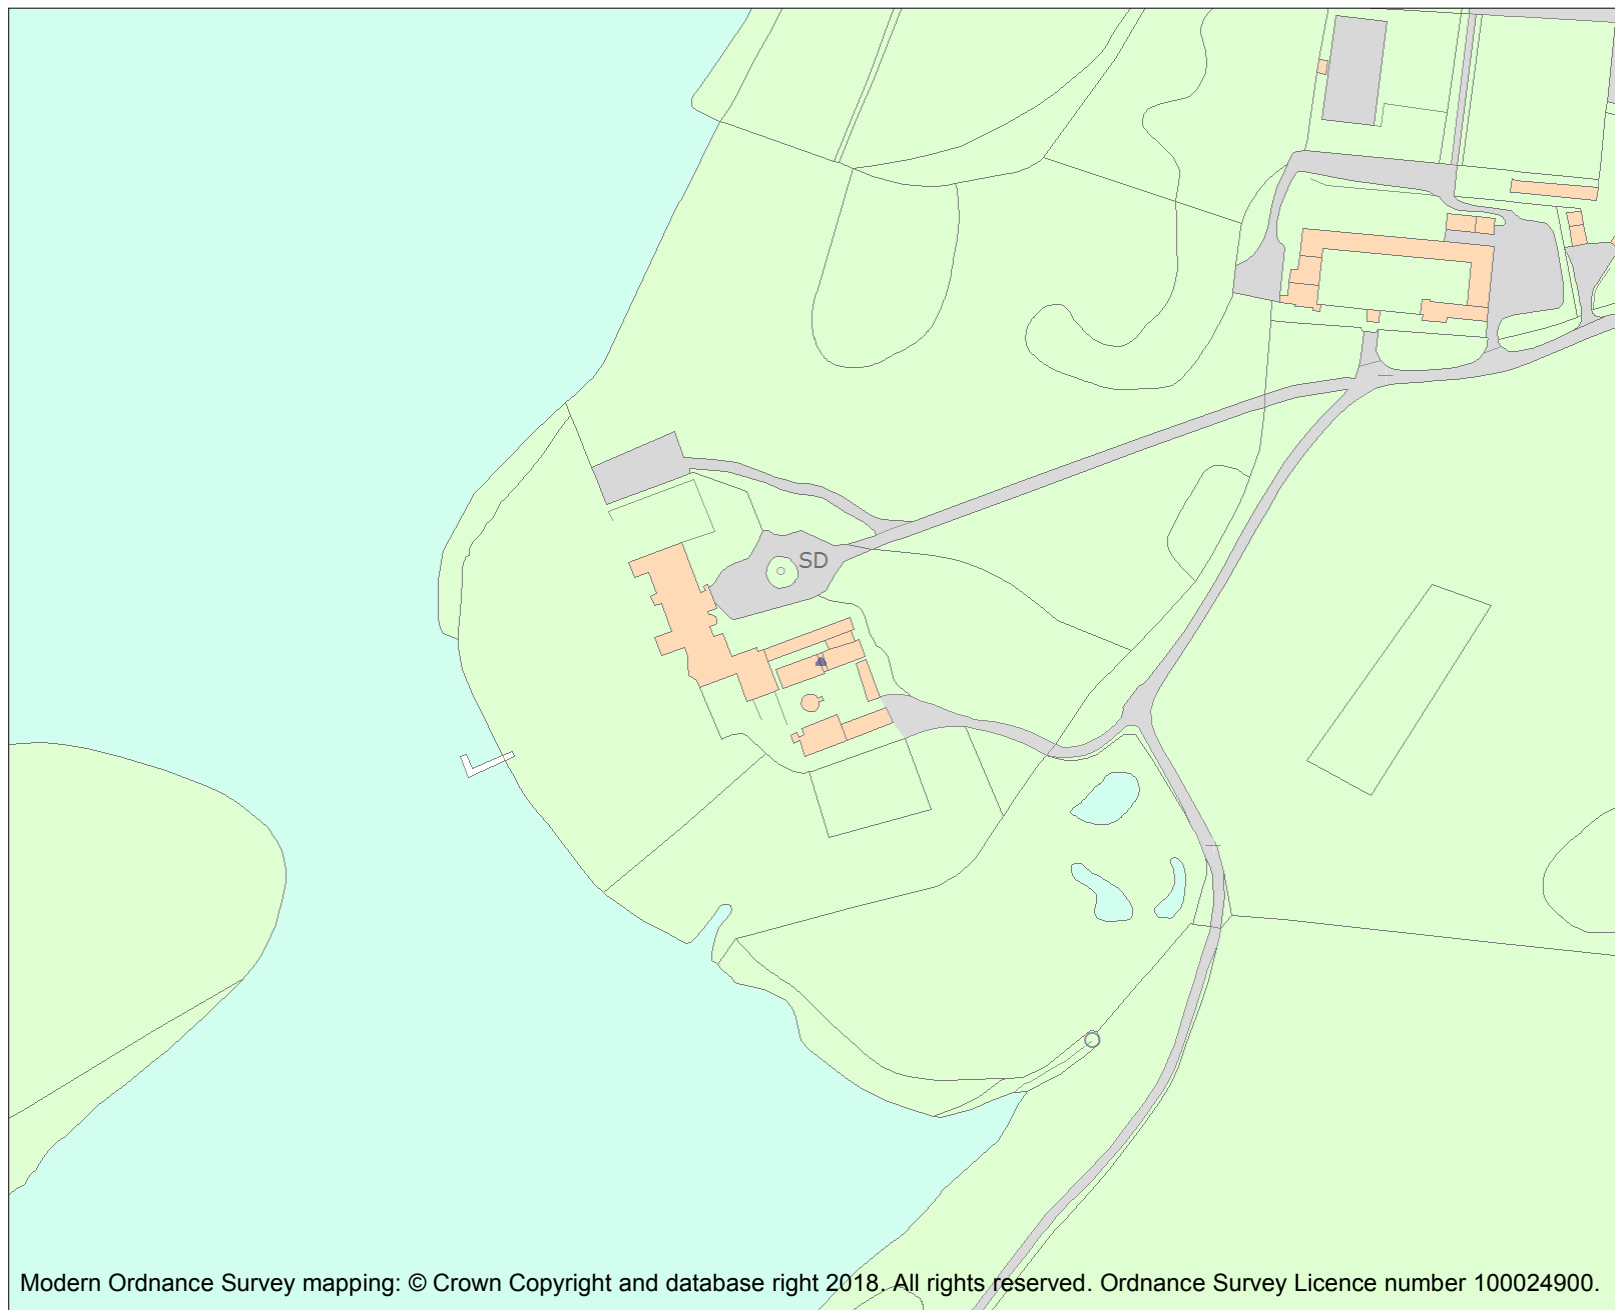 SD
Modern Ordnance Survey mapping: © Crown Copyright and database right 2018. All rights reserved. Ordnance Survey Licence number 100024900.